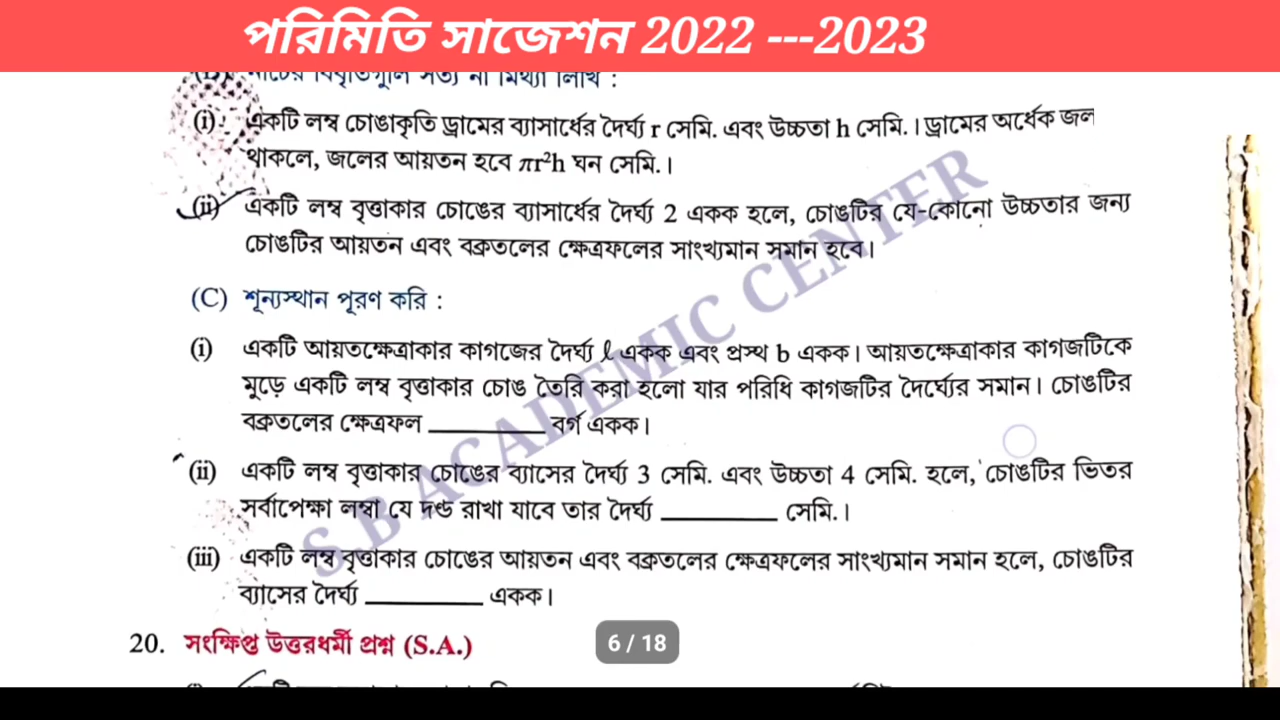 পরিমিতি সাজেশন 2022 ---2023
(B) নীচের বিবৃতিগুলি সত্য না মিথ্যা লিখি :
(i) একটি লম্ব চোঙাকৃতি ড্রামের ব্যাসার্ধের দৈর্ঘ্য r সেমি. এবং উচ্চতা h সেমি.। ড্রামের অর্ধেক জল
থাকলে, জলের আয়তন হবে πr²h ঘন সেমি.।
(ii) একটি লম্ব বৃত্তাকার চোঙের ব্যাসার্ধের দৈর্ঘ্য 2 একক হলে, চোঙটির যে-কোনো উচ্চতার জন্য
চোঙটির আয়তন এবং বক্রতলের ক্ষেত্রফলের সাংখ্যমান সমান হবে।
(C) শূন্যস্থান পূরণ করি :
(i) একটি আয়তক্ষেত্রাকার কাগজের দৈর্ঘ্য ℓ একক এবং প্রস্থ b একক। আয়তক্ষেত্রাকার কাগজটিকে
মুড়ে একটি লম্ব বৃত্তাকার চোঙ তৈরি করা হলো যার পরিধি কাগজটির দৈর্ঘ্যের সমান। চোঙটির
বক্রতলের ক্ষেত্রফল ________ বর্গ একক।
(ii) একটি লম্ব বৃত্তাকার চোঙের ব্যাসের দৈর্ঘ্য 3 সেমি. এবং উচ্চতা 4 সেমি. হলে, চোঙটির ভিতর
সর্বাপেক্ষা লম্বা যে দণ্ড রাখা যাবে তার দৈর্ঘ্য ________ সেমি.।
(iii) একটি লম্ব বৃত্তাকার চোঙের আয়তন এবং বক্রতলের ক্ষেত্রফলের সাংখ্যমান সমান হলে, চোঙটির
ব্যাসের দৈর্ঘ্য ________ একক।
20. সংক্ষিপ্ত উত্তরধর্মী প্রশ্ন (S.A.)
6 / 18
S.B ACADEMIC CENTER